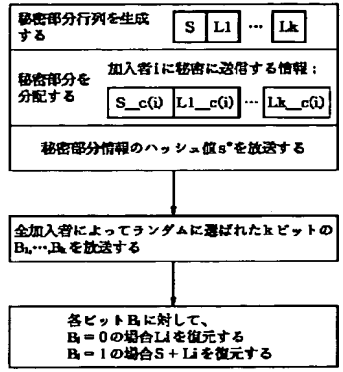 秘密部分行列を生成
する
S L1 … Lk
秘密部分を
分配する
加入者iに秘密に送信する情報：
S_c(i) L1_c(i) … Lk_c(i)
秘密部分情報のハッシュ値s*を放送する
全加入者によってランダムに選ばれたkビットの
B₁,…,Bₖを放送する
各ビットBᵢに対して、
Bᵢ=0の場合Liを復元する
Bᵢ=1の場合S+Liを復元する